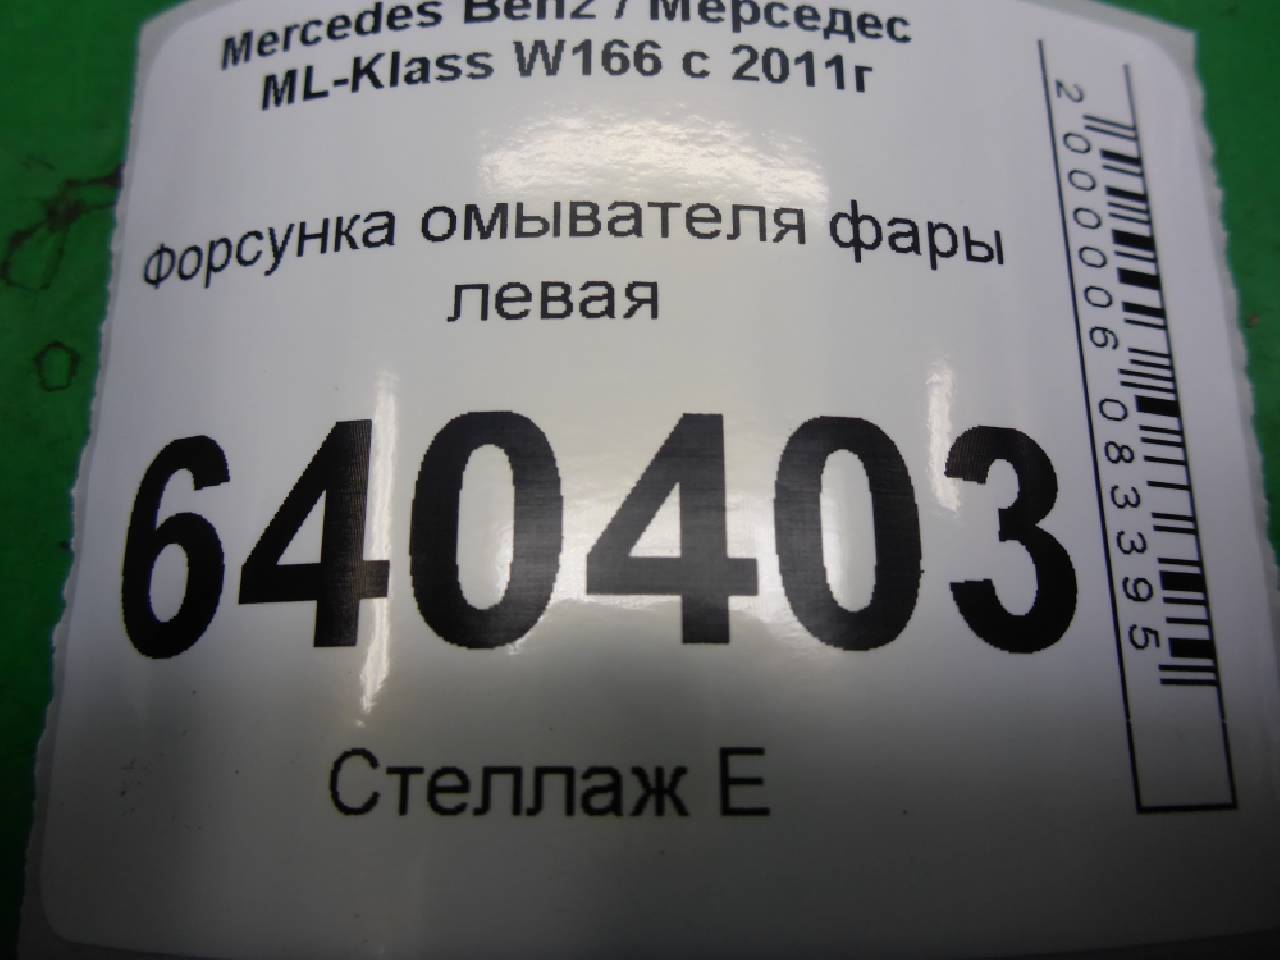 Mercedes Benz / Мерседес
ML-Klass W166 с 2011г
Форсунка омывателя фары
левая
640403
Стеллаж Е
2000006083395